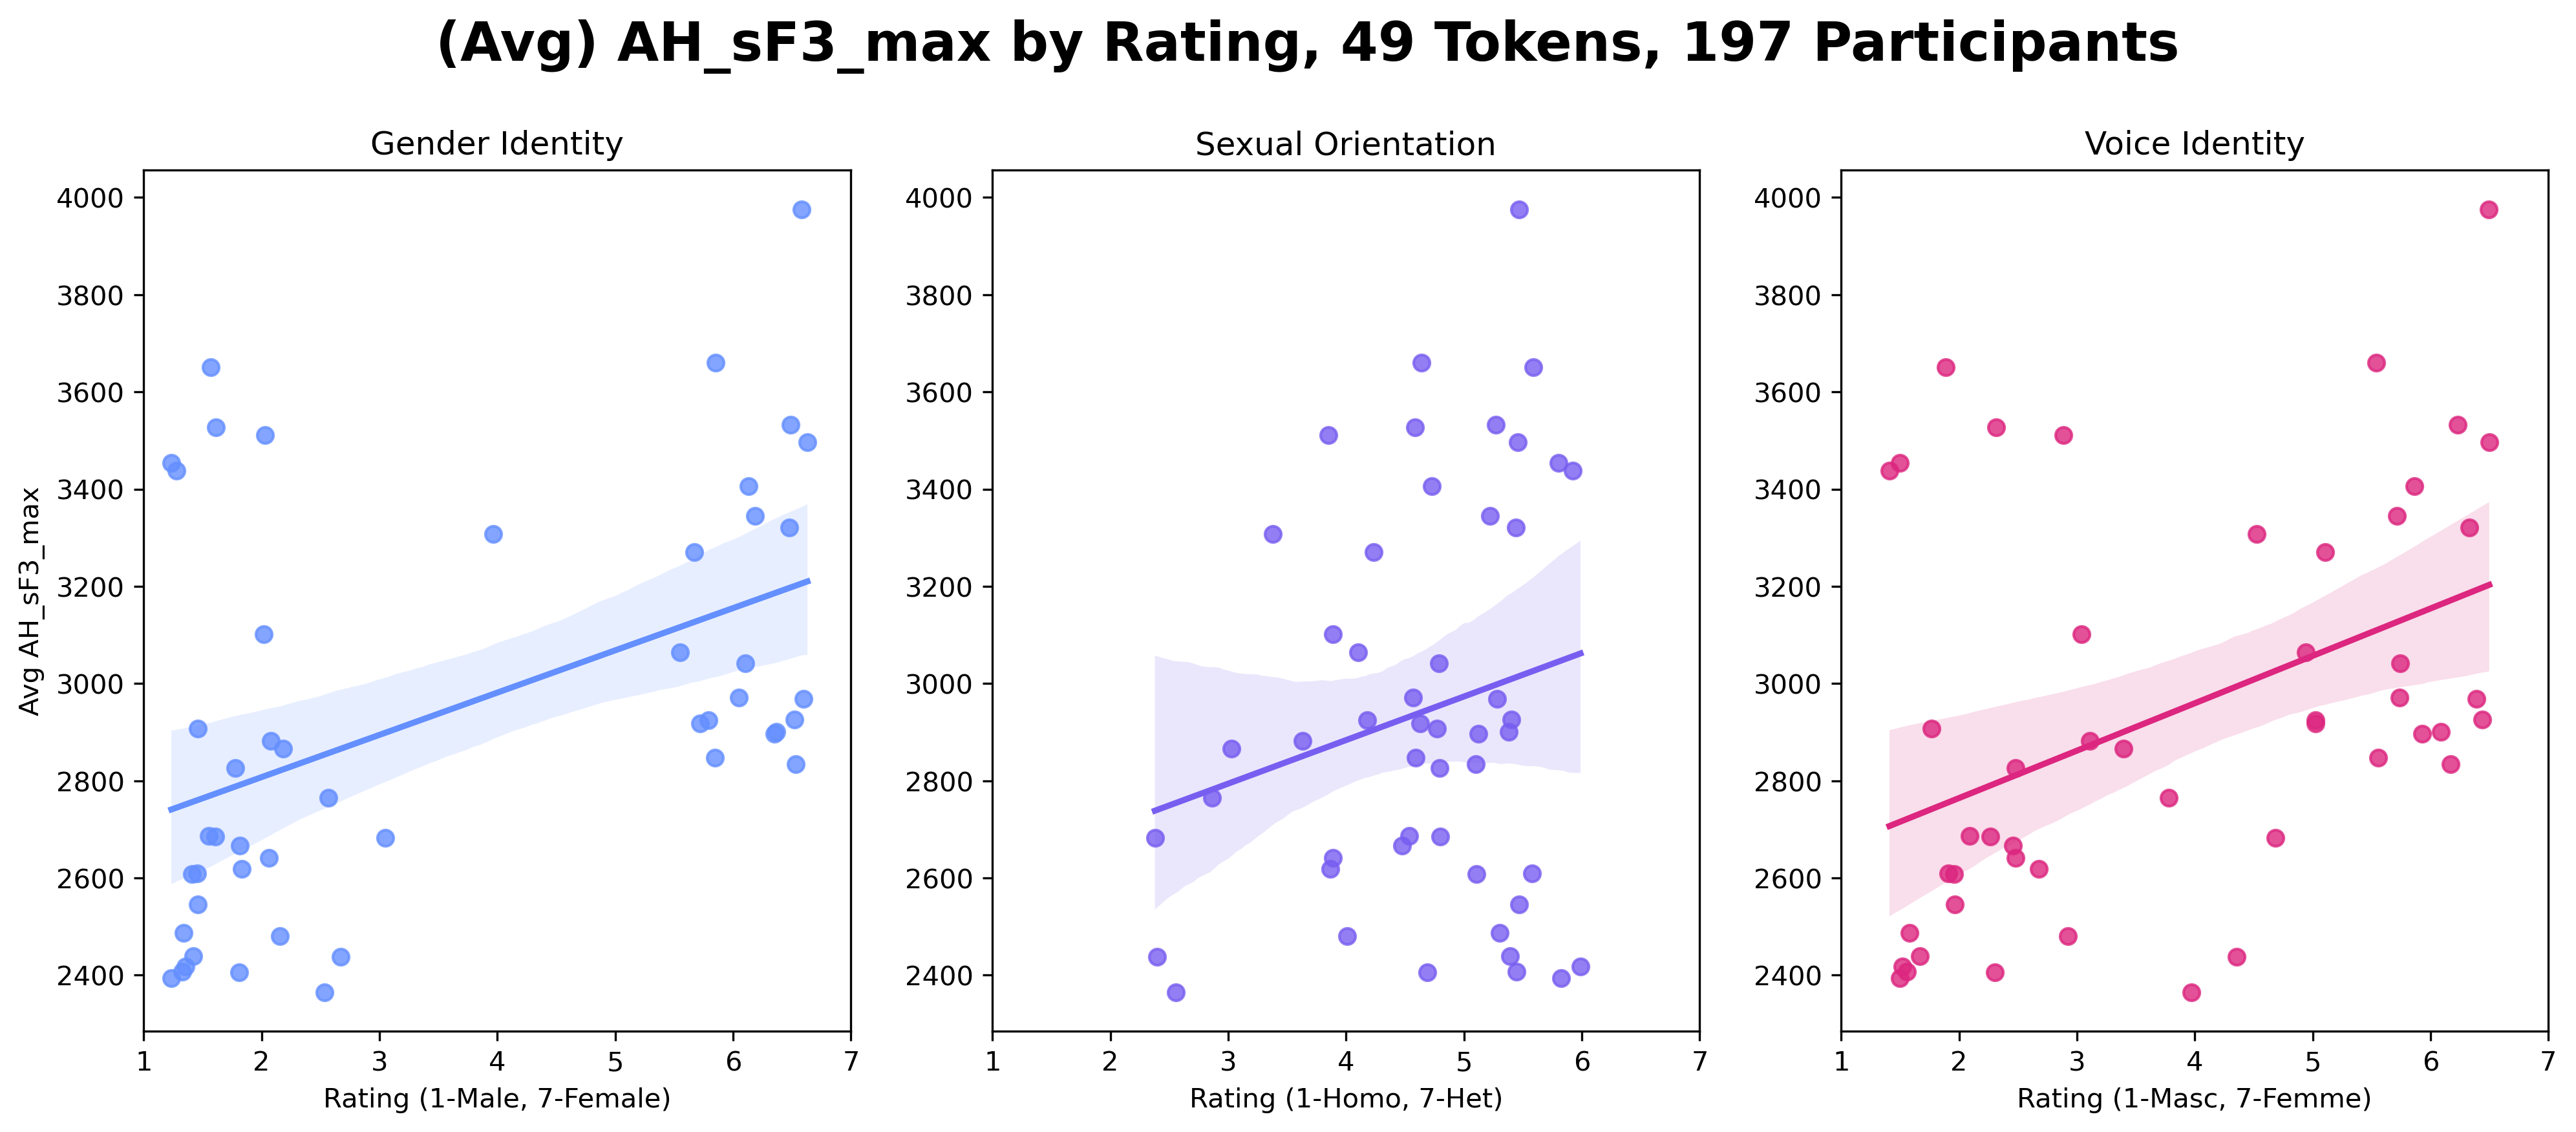 (Avg) AH_sF3_max by Rating, 49 Tokens, 197 Participants
Gender Identity
Sexual Orientation
Voice Identity
Avg AH_sF3_max
4000
3800
3600
3400
3200
3000
2800
2600
2400
1 2 3 4 5 6 7
Rating (1-Male, 7-Female)
4000
3800
3600
3400
3200
3000
2800
2600
2400
1 2 3 4 5 6 7
Rating (1-Homo, 7-Het)
4000
3800
3600
3400
3200
3000
2800
2600
2400
1 2 3 4 5 6 7
Rating (1-Masc, 7-Femme)